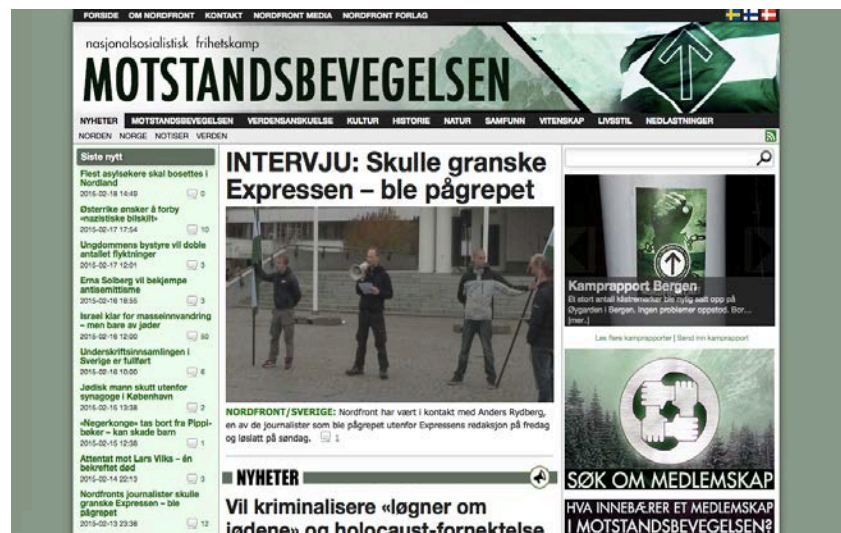 FORSIDE OM NORDFRONT KONTAKT NORDFRONT MEDIA NORDFRONT FORLAG
nasjonalsosialistisk frihetskamp
MOTSTANDSBEVEGELSEN
NYHETER MOTSTANDSBEVEGELSEN VERDENSANSKUELSE KULTUR HISTORIE NATUR SAMFUNN VITENSKAP LIVSSTIL NEDLASTNINGER
NORDEN NORGE NOTISER VERDEN
Siste nytt
Flest asylsøkere skal bosettes i
Nordland
2015-02-18 14:49 0
Østerrike ønsker å forby
«nazistiske bilskilt»
2015-02-17 17:54 10
Ungdommens bystyre vil doble
antallet flyktninger
2015-02-17 12:01 3
Erna Solberg vil bekjempe
antisemittisme
2015-02-16 18:55 3
Israel klar for masseinnvandring
– men bare av jøder
2015-02-16 12:00 50
Underskriftsinnsamlingen i
Sverige er fullført
2015-02-16 10:00 6
Jødisk mann skutt utenfor
synagoge i København
2015-02-15 13:38 2
«Negerkonge» tas bort fra Pippi-
bøker – kan skade barn
2015-02-15 12:36 1
Attentat mot Lars Vilks – én
bekreftet død
2015-02-14 22:13 3
Nordfronts journalister skulle
granske Expressen – ble
pågrepet
2015-02-13 23:36 12
INTERVJU: Skulle granske
Expressen – ble pågrepet
NORDFRONT/SVERIGE: Nordfront har vært i kontakt med Anders Rydberg,
en av de journalister som ble pågrepet utenfor Expressens redaksjon på fredag
og løslatt på søndag. 1
NYHETER
Vil kriminalisere «løgner om
jødene» og holocaust-fornektelse
Kamprapport Bergen
Et stort antall klistremerker ble nylig satt opp på
Øygarden i Bergen. Ingen problemer oppstod. Bor...
[mer..]
Les flere kamprapporter | Send inn kamprapport
SØK OM MEDLEMSKAP
HVA INNEBÆRER ET MEDLEMSKAP
I MOTSTANDSBEVEGELSEN?